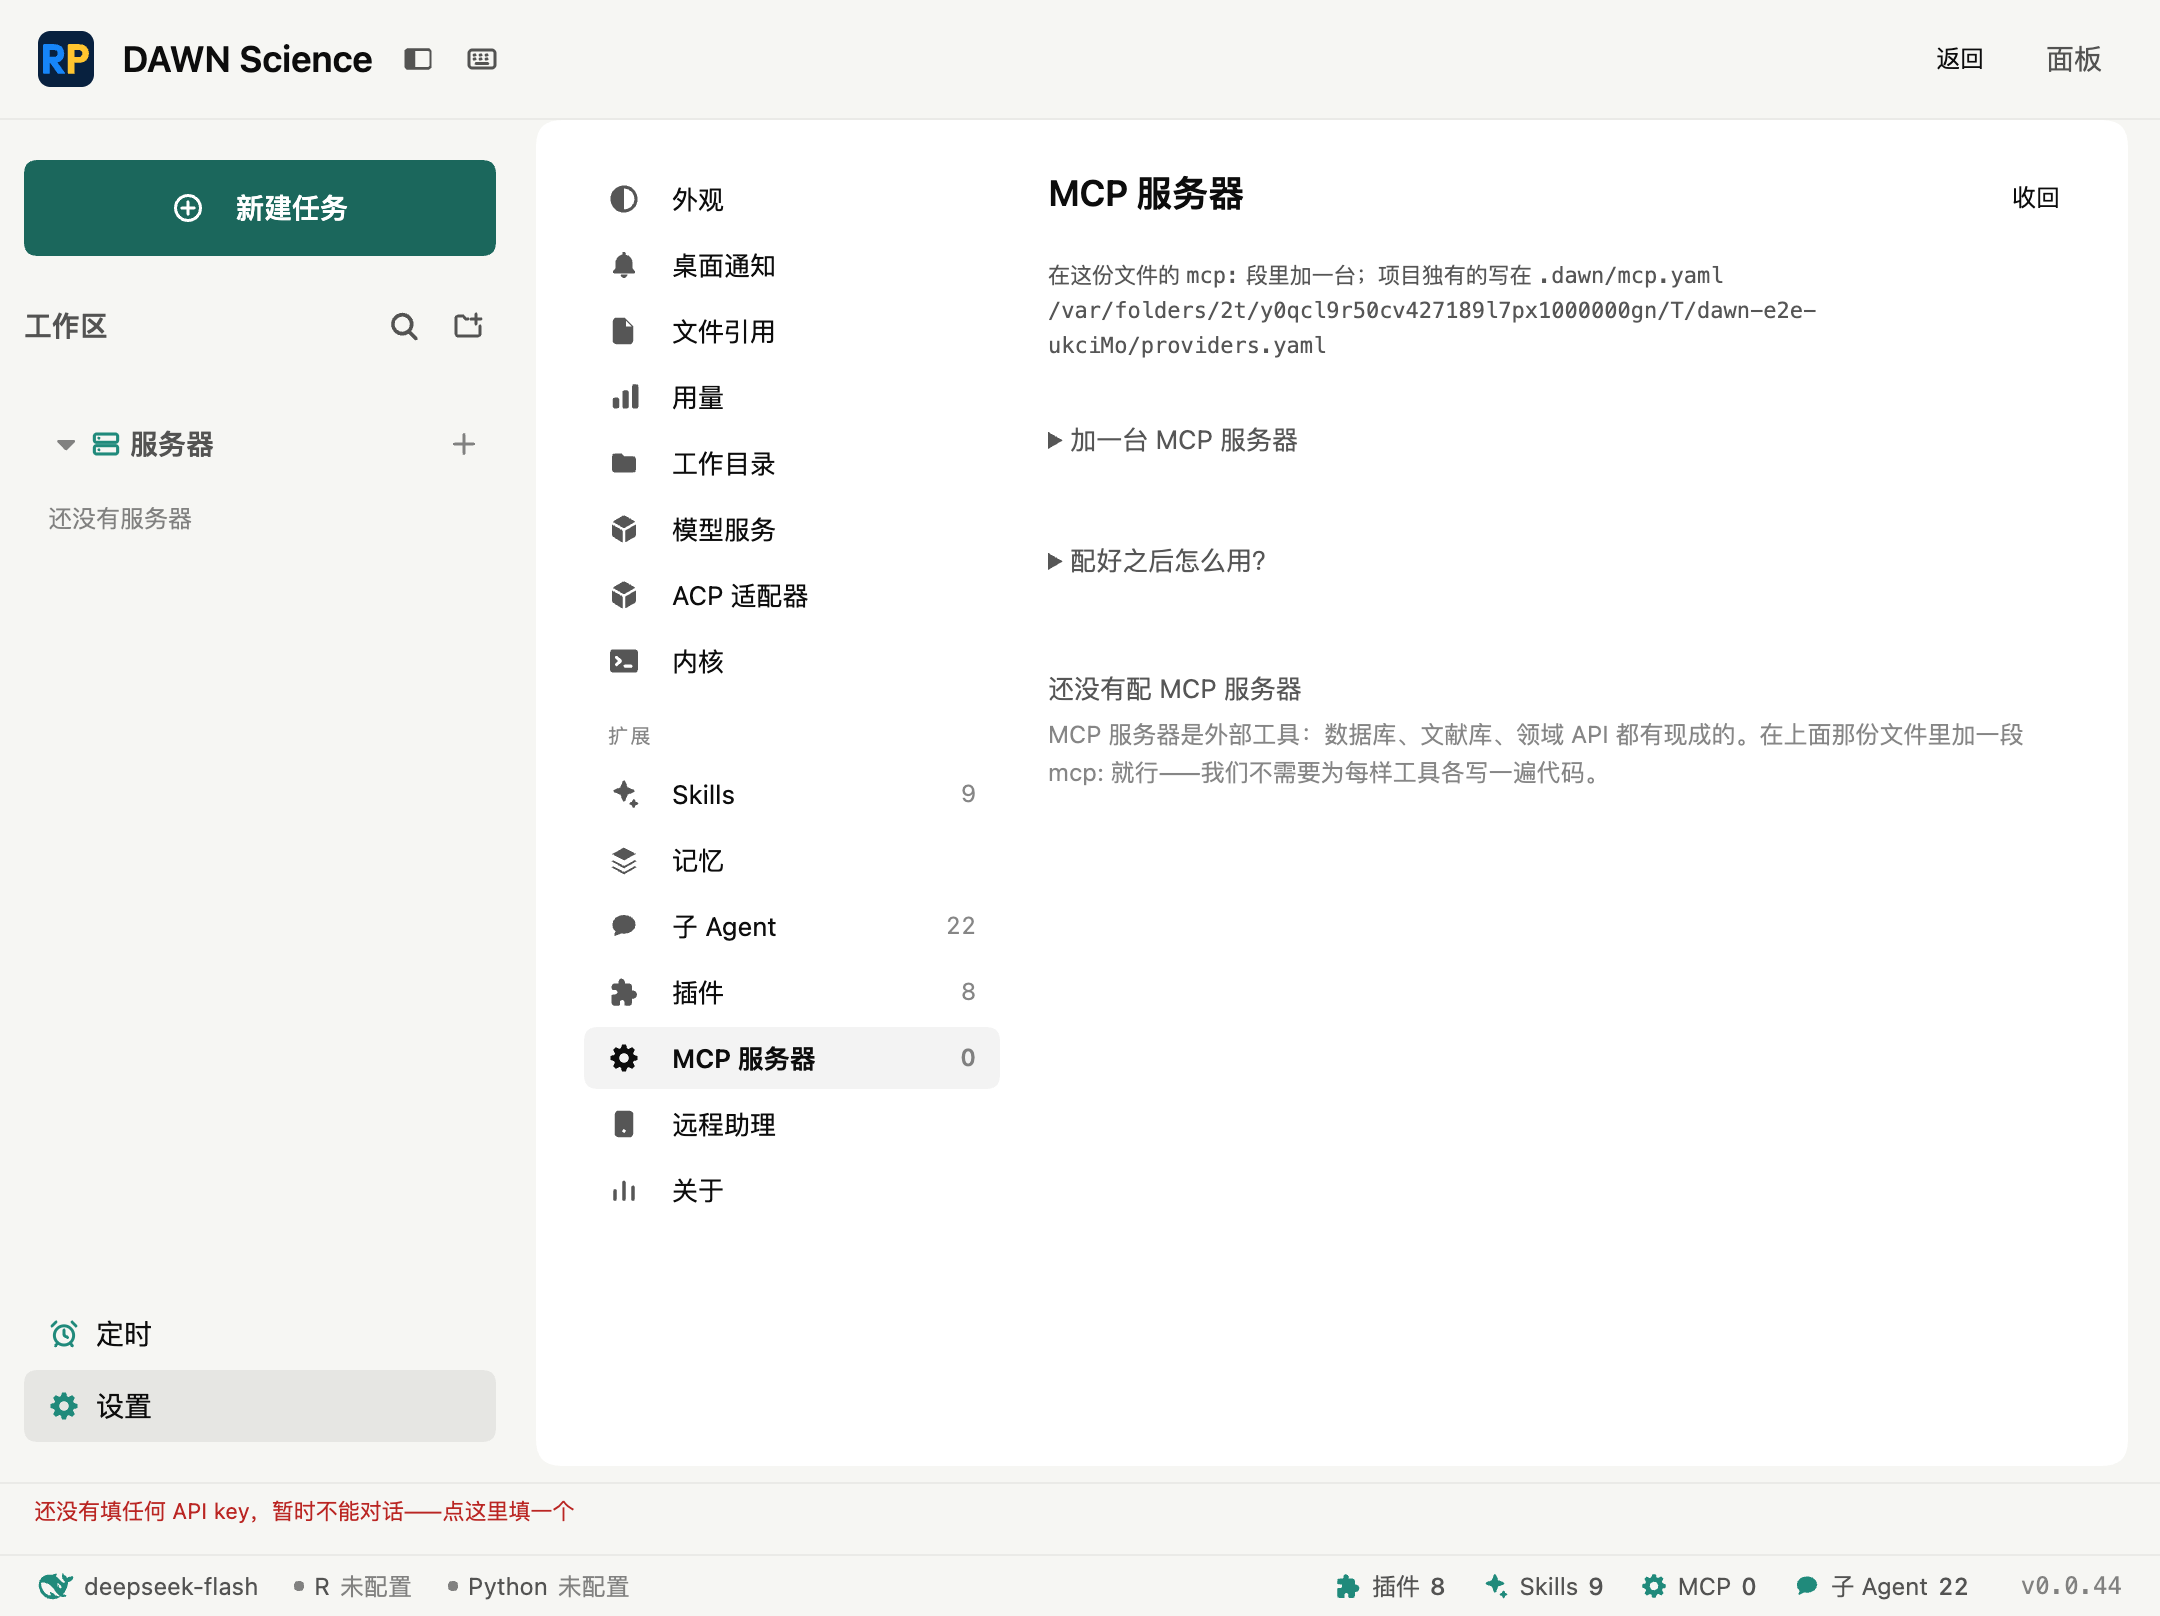 RP DAWN Science
返回
面板
新建任务
工作区
服务器
还没有服务器
定时
设置
外观
桌面通知
文件引用
用量
工作目录
模型服务
ACP 适配器
内核
扩展
Skills 9
记忆
子 Agent 22
插件 8
MCP 服务器 0
远程助理
关于
MCP 服务器
收回
在这份文件的 mcp: 段里加一台；项目独有的写在 .dawn/mcp.yaml
/var/folders/2t/y0qcl9r50cv427189l7px1000000gn/T/dawn-e2e-
ukciMo/providers.yaml
加一台 MCP 服务器
配好之后怎么用?
还没有配 MCP 服务器
MCP 服务器是外部工具：数据库、文献库、领域 API 都有现成的。在上面那份文件里加一段
mcp: 就行——我们不需要为每样工具各写一遍代码。
还没有填任何 API key，暂时不能对话——点这里填一个
deepseek-flash R 未配置 Python 未配置
插件 8 Skills 9 MCP 0 子 Agent 22 v0.0.44